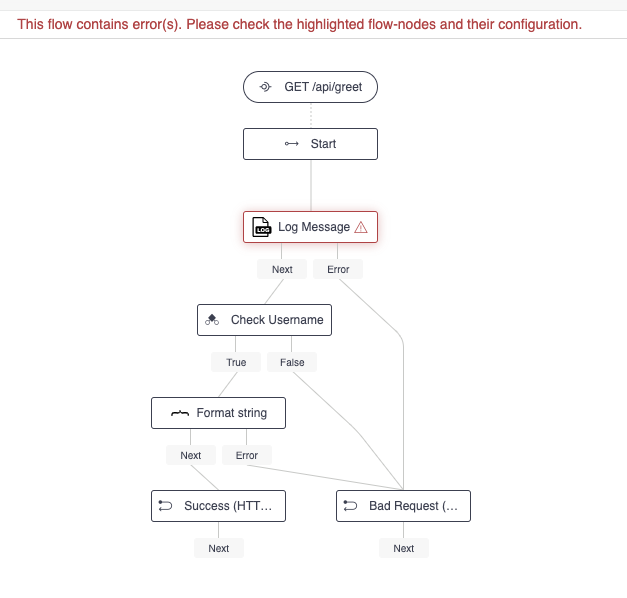 This flow contains error(s). Please check the highlighted flow-nodes and their configuration.
GET /api/greet
Start
LOG
Log Message
Next
Error
Check Username
True
False
Format string
Next
Error
Success (HTT...
Bad Request (...
Next
Next